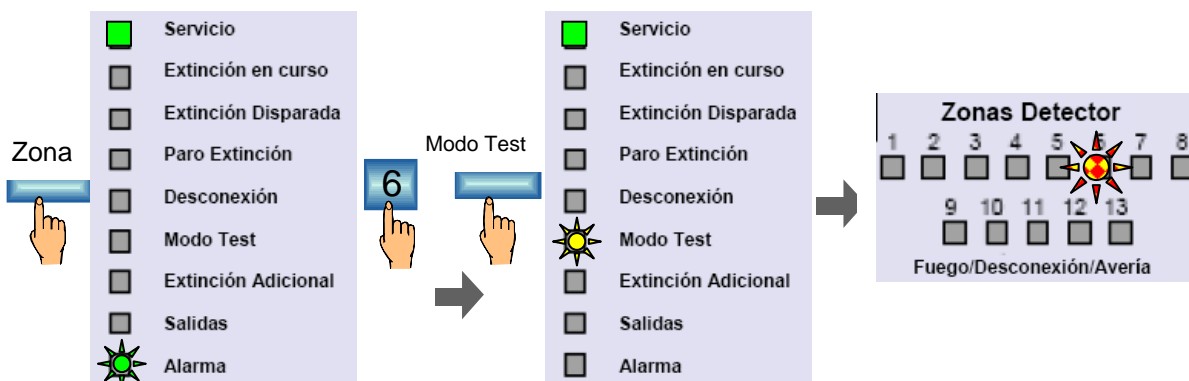 Zona
Servicio
Extinción en curso
Extinción Disparada
Paro Extinción
Desconexión
Modo Test
Extinción Adicional
Salidas
Alarma
6
Modo Test
Servicio
Extinción en curso
Extinción Disparada
Paro Extinción
Desconexión
Modo Test
Extinción Adicional
Salidas
Alarma
Zonas Detector
1 2 3 4 5 6 7 8
9 10 11 12 13
Fuego/Desconexión/Avería